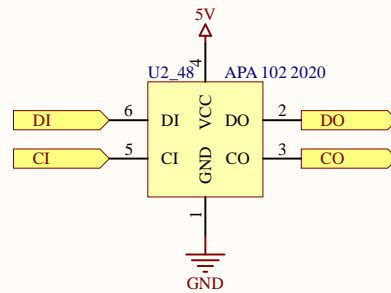 5V
U2_48 APA 102 2020
4
DI 6 DI VCC DO 2 DO
CI 5 CI GND CO 3 CO
1
GND